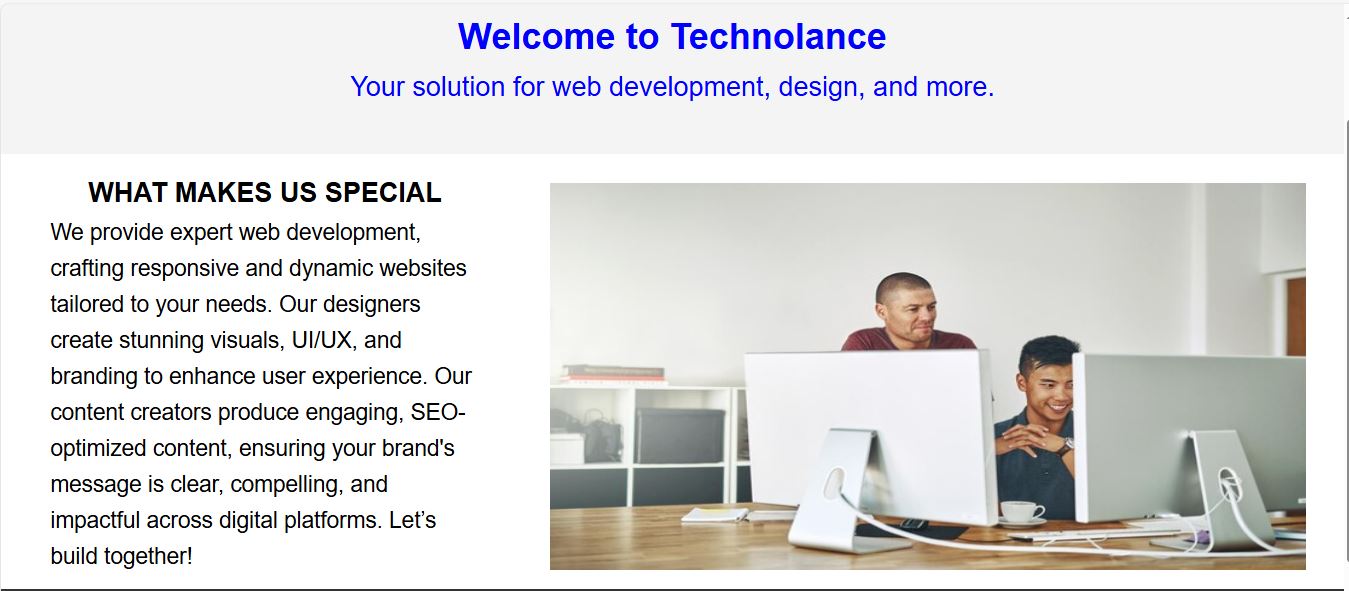 Welcome to Technolance
Your solution for web development, design, and more.
WHAT MAKES US SPECIAL
We provide expert web development,
crafting responsive and dynamic websites
tailored to your needs. Our designers
create stunning visuals, UI/UX, and
branding to enhance user experience. Our
content creators produce engaging, SEO-
optimized content, ensuring your brand's
message is clear, compelling, and
impactful across digital platforms. Let’s
build together!